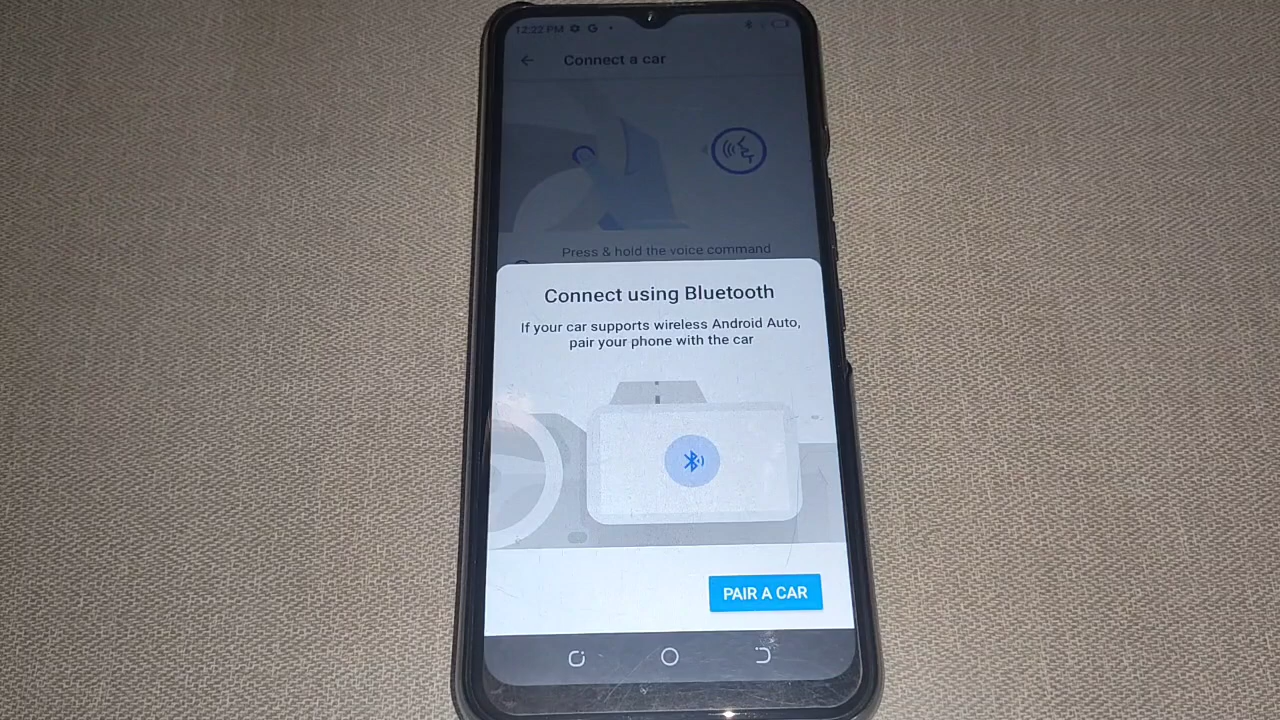 12:22 PM G
Connect a car
Press & hold the voice command
Connect using Bluetooth
If your car supports wireless Android Auto,
pair your phone with the car
PAIR A CAR